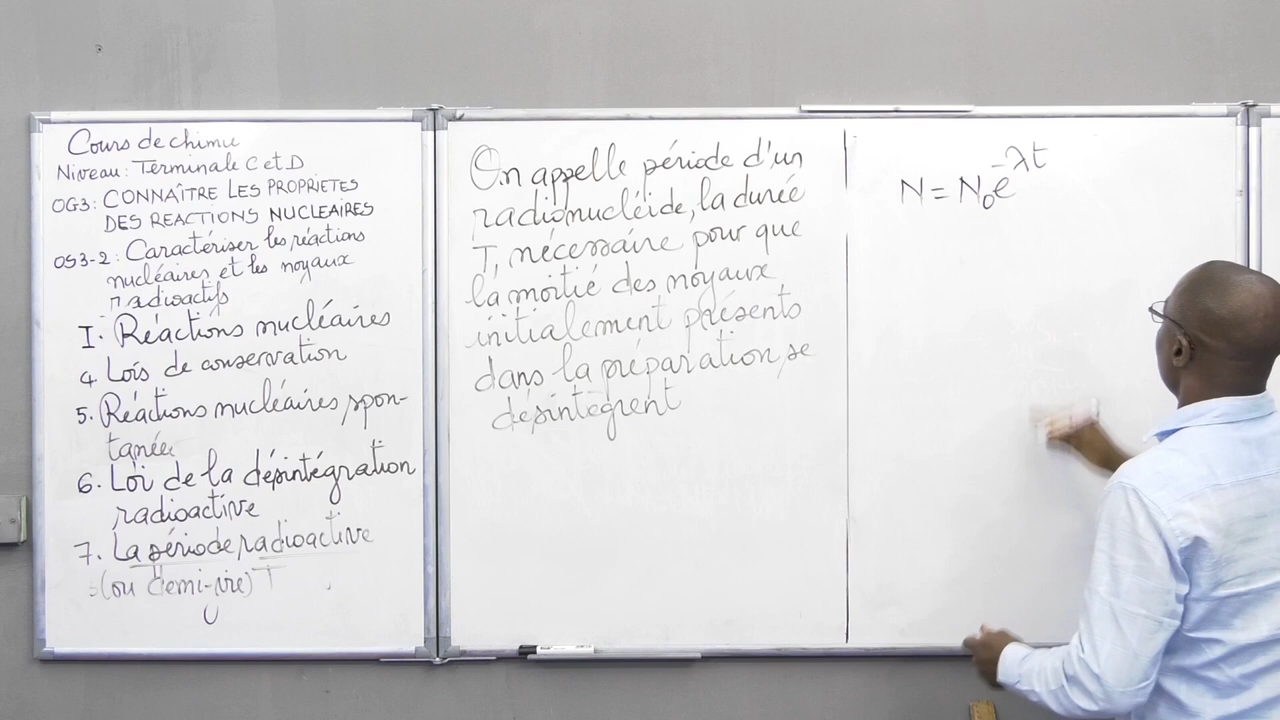 Cours de chimie
Niveau: Terminale C et D
OG3: CONNAÎTRE LES PROPRIETES
DES REACTIONS NUCLEAIRES
OS3-2: Caractériser les réactions
nucléaires et les noyaux
radioactifs
I. Réactions nucléaires
4 Lois de conservation
5. Réactions nucléaires spon-
tanées
6. Loi de la désintégration
radioactive
7. La période radioactive
(ou demi-vie) T
On appelle période d'un
radionucléide, la durée
T, nécessaire pour que
la moitié des noyaux
initialement présents
dans la préparation, se
désintègrent
N = N₀e^{-λt}